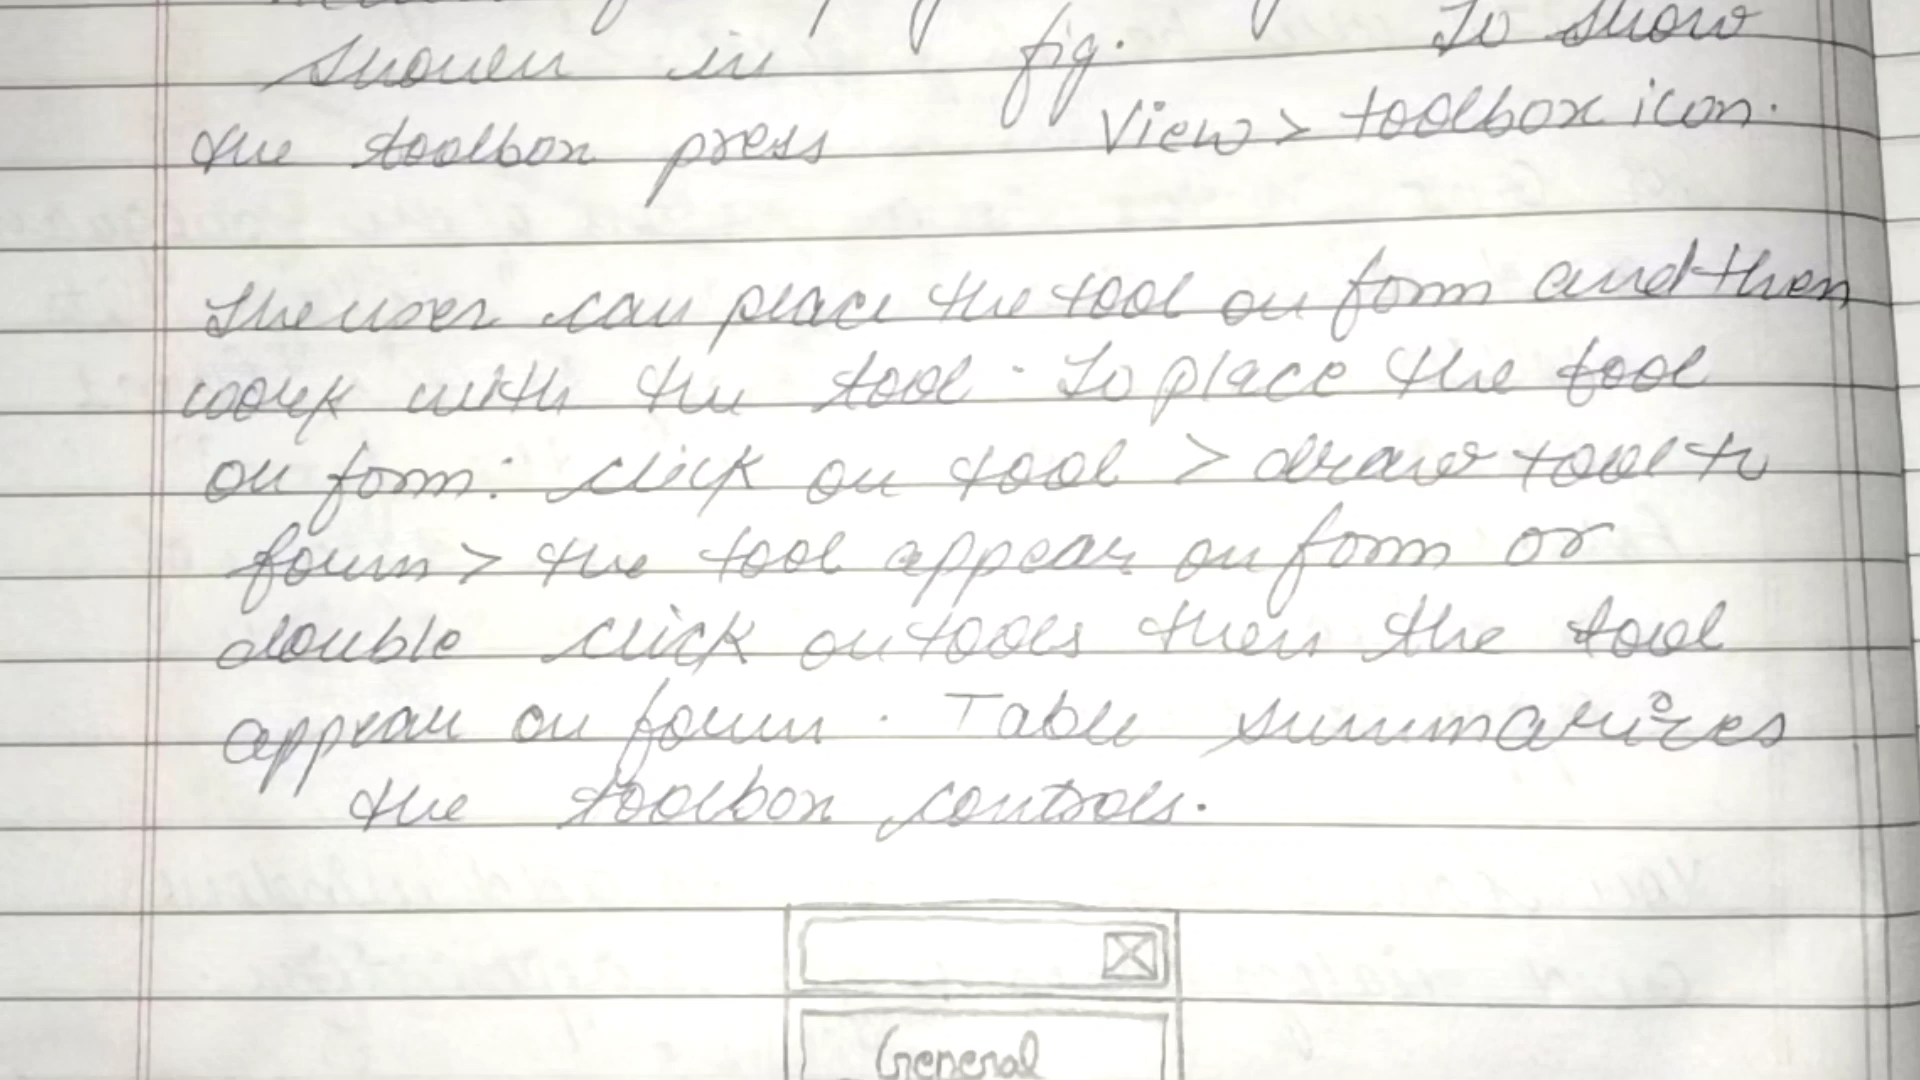 shown in fig. To show
the toolbox press View > toolbox icon.
The user can place the tool on form and then
work with the tool. To place the tool
on form: click on tool > draw tool to
form > the tool appear on form or
double click on tools then the tool
appear on form. Table summarizes
the toolbox controls.
General